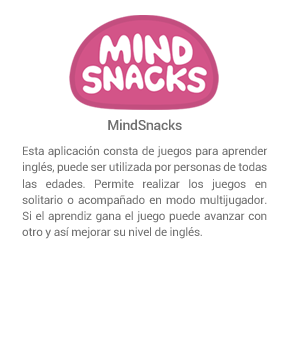 MIND
SNACKS
MindSnacks
Esta aplicación consta de juegos para aprender
inglés, puede ser utilizada por personas de todas
las edades. Permite realizar los juegos en
solitario o acompañado en modo multijugador.
Si el aprendiz gana el juego puede avanzar con
otro y así mejorar su nivel de inglés.